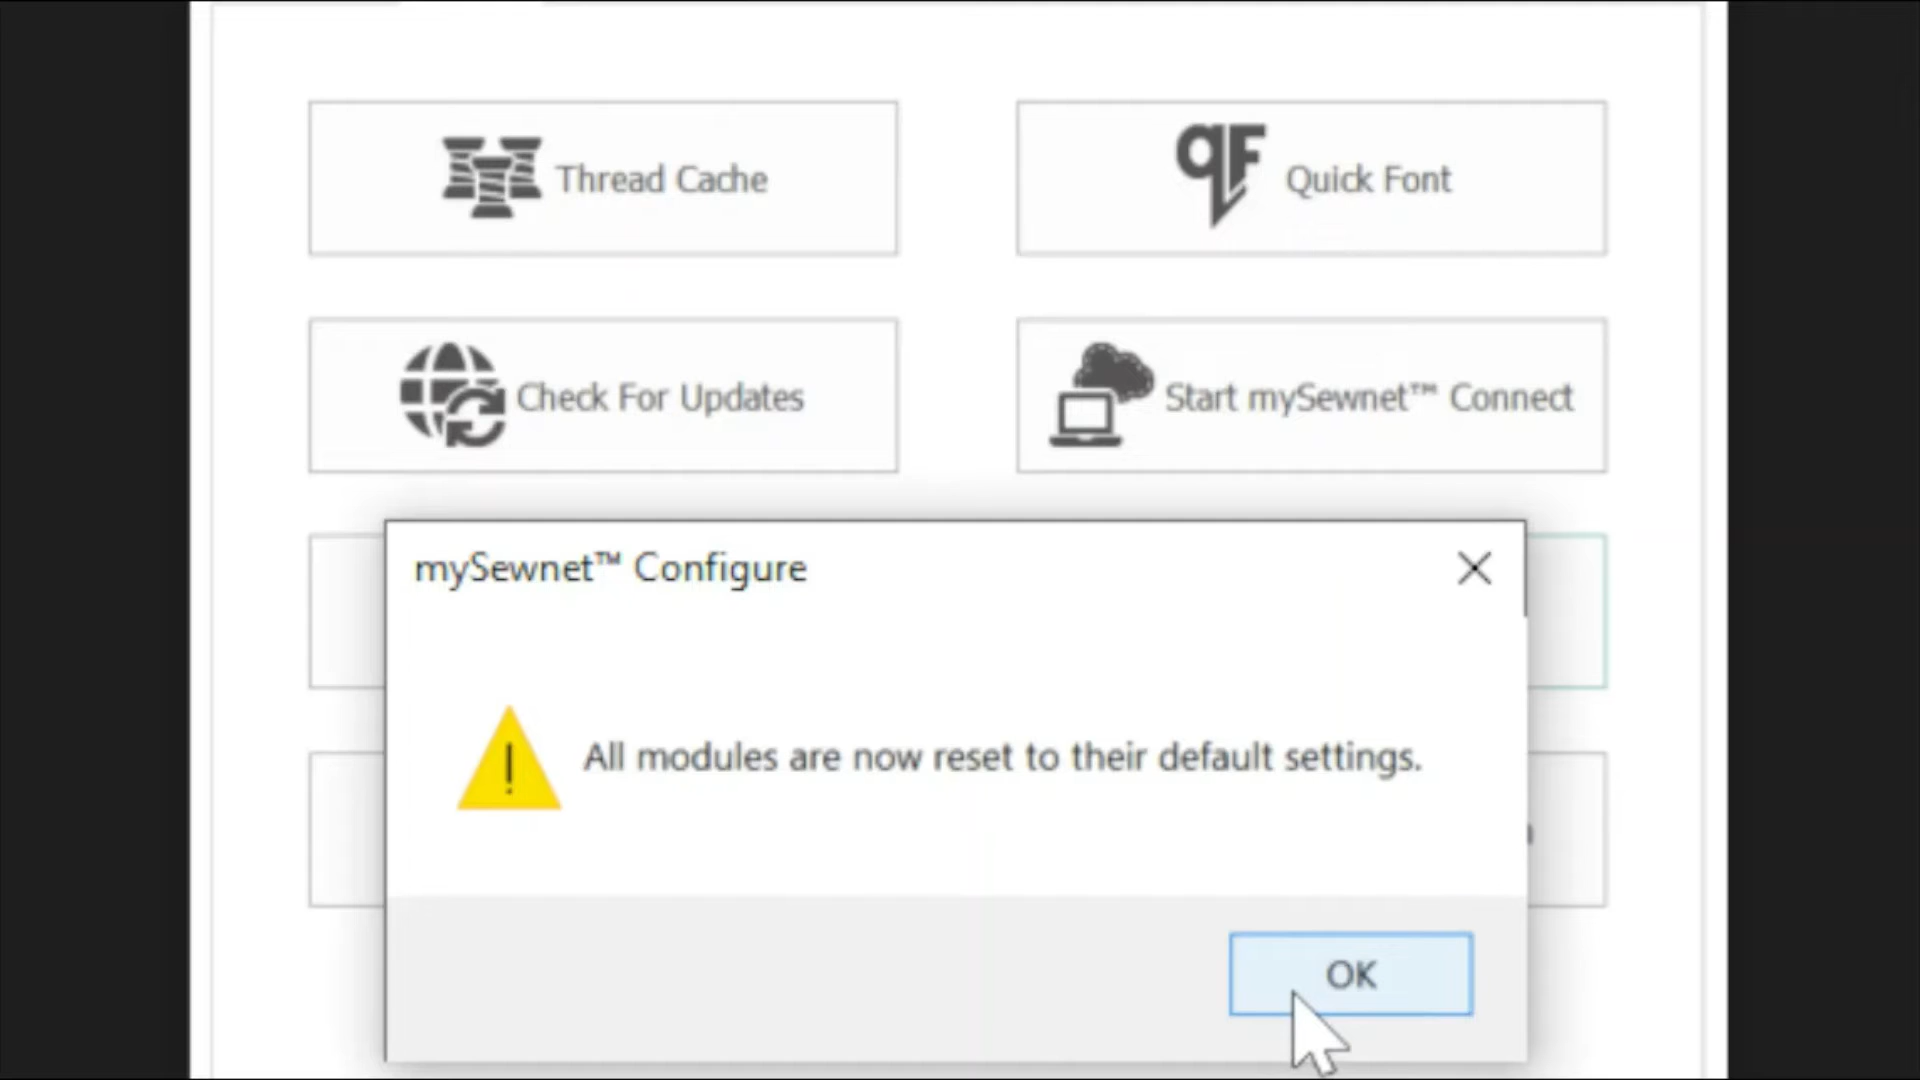 Thread Cache
Quick Font
Check For Updates
Start mySewnet™ Connect
mySewnet™ Configure
All modules are now reset to their default settings.
OK